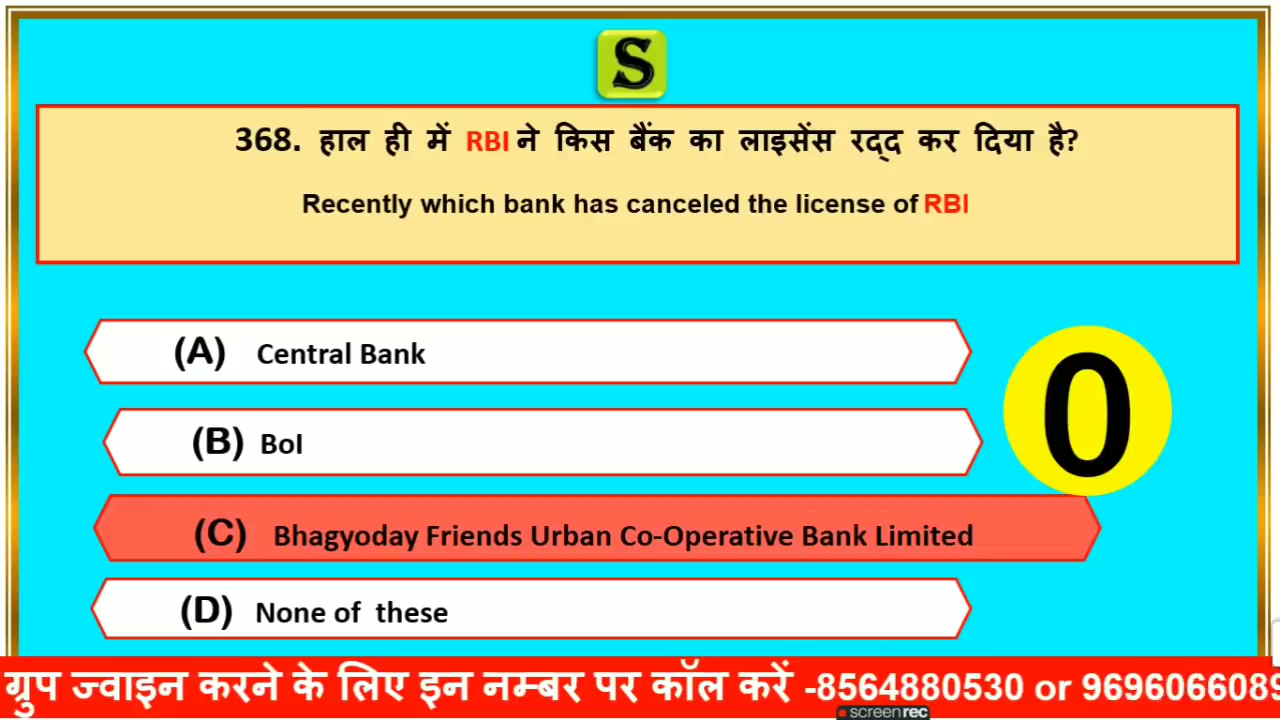 S
368. हाल ही में RBI ने किस बैंक का लाइसेंस रद्द कर दिया है?
Recently which bank has canceled the license of RBI
(A) Central Bank
0
(B) BoI
(C) Bhagyoday Friends Urban Co-Operative Bank Limited
(D) None of these
ग्रुप ज्वाइन करने के लिए इन नम्बर पर कॉल करें -8564880530 or 9696066089
screenrec